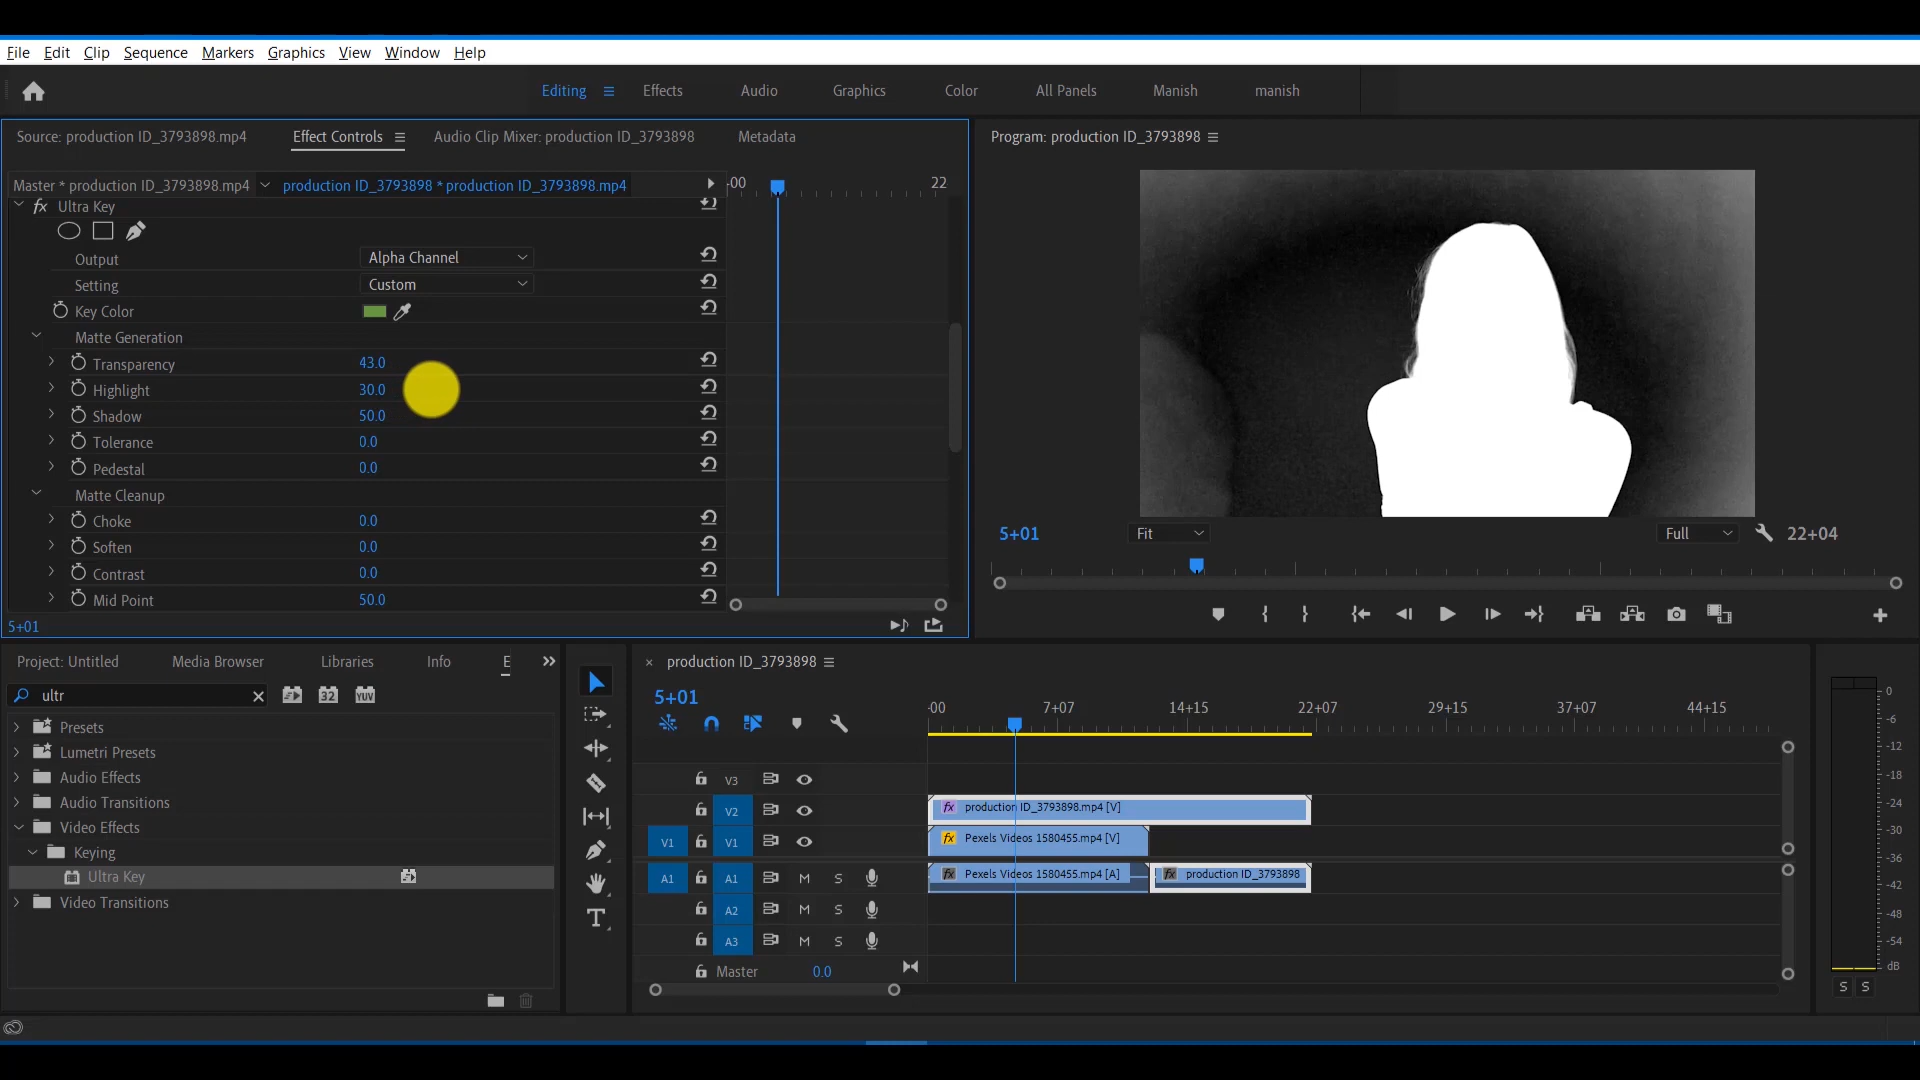 File Edit Clip Sequence Markers Graphics View Window Help
Editing Effects Audio Graphics Color All Panels Manish manish
Source: production ID_3793898.mp4 Effect Controls Audio Clip Mixer: production ID_3793898 Metadata
Program: production ID_3793898
Master * production ID_3793898.mp4 production ID_3793898 * production ID_3793898.mp4
:00 22
fx Ultra Key
Output Alpha Channel
Setting Custom
Key Color
Matte Generation
Transparency 43.0
Highlight 30.0
Shadow 50.0
Tolerance 0.0
Pedestal 0.0
Matte Cleanup
Choke 0.0
Soften 0.0
Contrast 0.0
Mid Point 50.0
5+01
5+01 Fit Full 22+04
Project: Untitled Media Browser Libraries Info E
ultr
32 YUV
Presets
Lumetri Presets
Audio Effects
Audio Transitions
Video Effects
Keying
Ultra Key
Video Transitions
T
× production ID_3793898
5+01
:00 7+07 14+15 22+07 29+15 37+07 44+15
V3
V2 fx production ID_3793898.mp4 [V]
V1 V1 fx Pexels Videos 1580455.mp4 [V]
A1 A1 M S fx Pexels Videos 1580455.mp4 [A] fx production ID_3793898
A2 M S
A3 M S
Master 0.0
0
-6
-12
-18
-24
-30
-36
-42
-48
-54
dB
S S